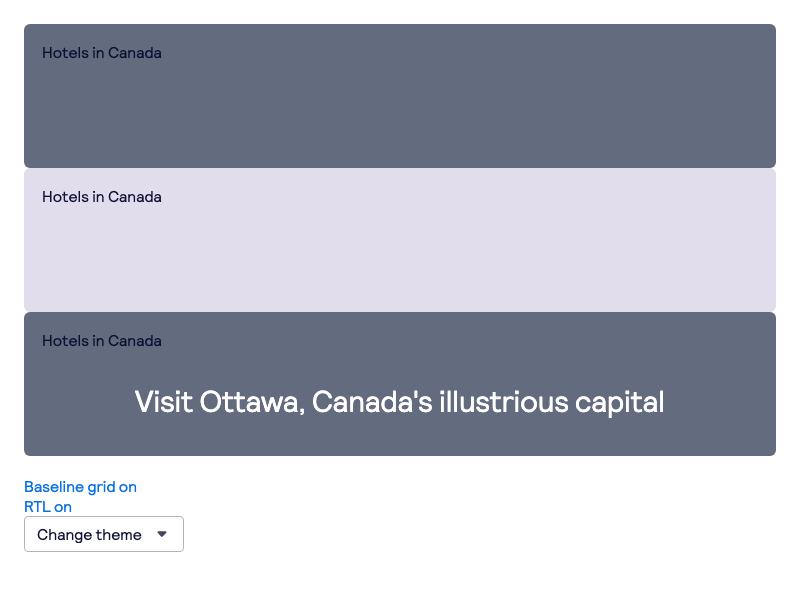 Hotels in Canada
Hotels in Canada
Hotels in Canada
Visit Ottawa, Canada's illustrious capital
Baseline grid on
RTL on
Change theme